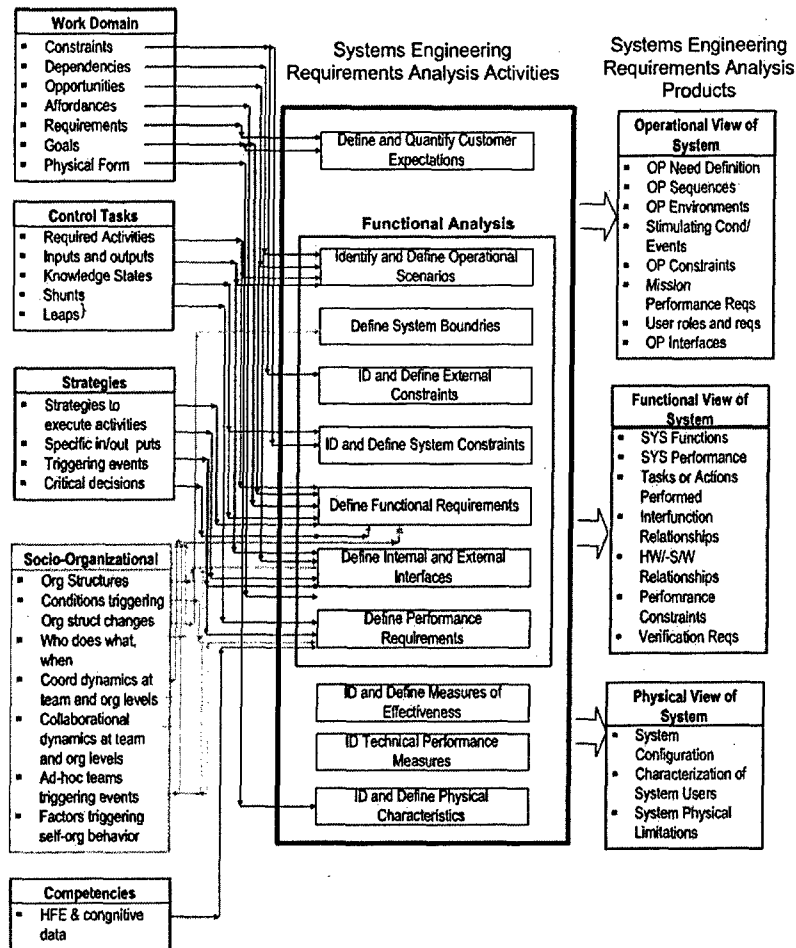 Work Domain
▪ Constraints
▪ Dependencies
▪ Opportunities
▪ Affordances
▪ Requirements
▪ Goals
▪ Physical Form
Control Tasks
▪ Required Activities
▪ Inputs and outputs
▪ Knowledge States
▪ Shunts
▪ Leaps}
Strategies
▪ Strategies to
execute activities
▪ Specific in/out puts
▪ Triggering events
▪ Critical decisions
Socio-Organizational
▪ Org Structures
▪ Conditions triggering
Org struct changes
▪ Who does what,
when
▪ Coord dynamics at
team and org levels
▪ Collaborational
dynamics at team
and org levels
▪ Ad-hoc teams
triggering events
▪ Factors triggering
self-org behavior
Competencies
▪ HFE & congnitive
data
Systems Engineering
Requirements Analysis Activities
Define and Quantify Customer
Expectations
Functional Analysis
Identify and Define Operational
Scenarios
Define System Boundries
ID and Define External
Constraints
ID and Define System Constraints
Define Functional Requirements
Define Internal and External
Interfaces
Define Performance
Requirements
ID and Define Measures of
Effectiveness
ID Technical Performance
Measures
ID and Define Physical
Characteristics
Systems Engineering
Requirements Analysis
Products
Operational View of
System
▪ OP Need Definition
▪ OP Sequences
▪ OP Environments
▪ Stimulating Cond/
Events
▪ OP Constraints
▪ Mission
Performance Reqs
▪ User roles and reqs
▪ OP Interfaces
Functional View of
System
▪ SYS Functions
▪ SYS Performance
▪ Tasks or Actions
Performed
▪ Interfunction
Relationships
▪ HW/-S/W
Relationships
▪ Perfomrance
Constraints
▪ Verification Reqs
Physical View of
System
▪ System
Configuration
▪ Characterization of
System Users
▪ System Physical
Limitations